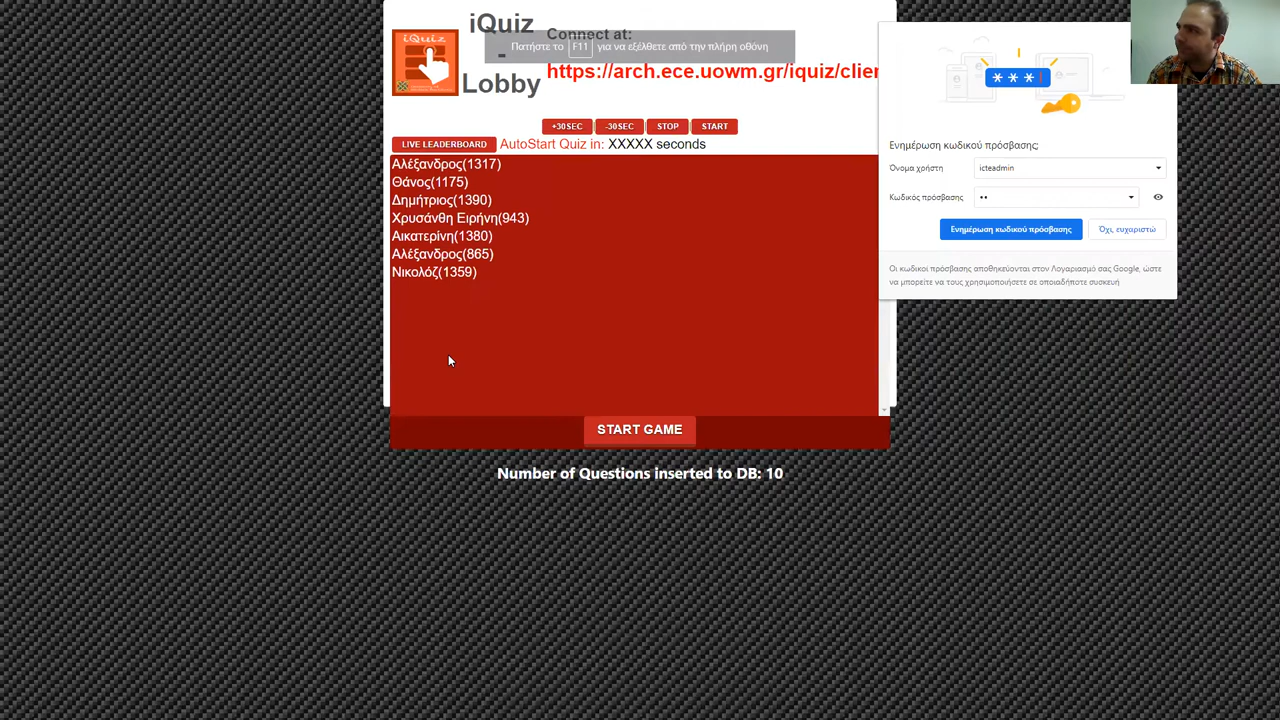 iQuiz
iQuiz
-
Lobby
Connect at:
https://arch.ece.uowm.gr/iquiz/clien
Πατήστε το F11 για να εξέλθετε από την πλήρη οθόνη
+30SEC -30SEC STOP START
LIVE LEADERBOARD AutoStart Quiz in: XXXXX seconds
Αλέξανδρος(1317)
Θάνος(1175)
Δημήτριος(1390)
Χρυσάνθη Ειρήνη(943)
Αικατερίνη(1380)
Αλέξανδρος(865)
Νικολόζ(1359)
START GAME
Number of Questions inserted to DB: 10
Ενημέρωση κωδικού πρόσβασης;
Όνομα χρήστη icteadmin
Κωδικός πρόσβασης ••
Ενημέρωση κωδικού πρόσβασης Όχι, ευχαριστώ
Οι κωδικοί πρόσβασης αποθηκεύονται στον Λογαριασμό σας Google, ώστε
να μπορείτε να τους χρησιμοποιήσετε σε οποιαδήποτε συσκευή